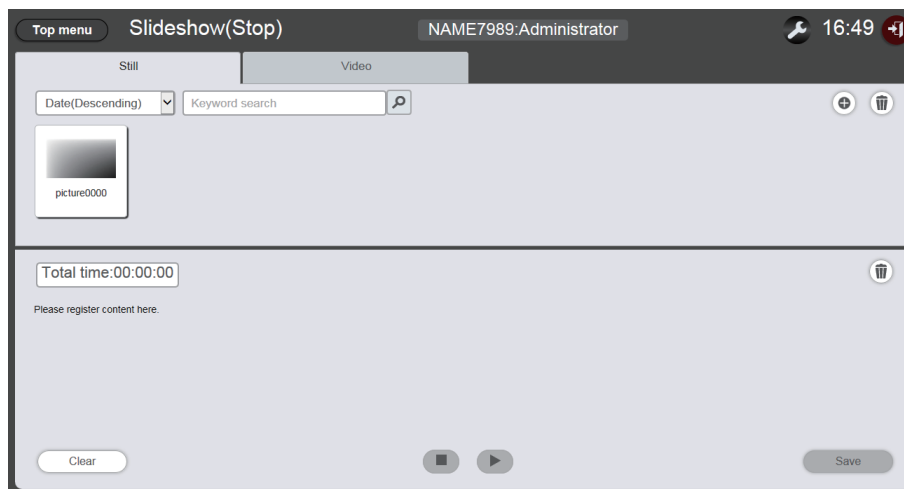 Top menu Slideshow(Stop) NAME7989:Administrator 16:49
Still Video
Date(Descending) Keyword search
picture0000
Total time:00:00:00
Please register content here.
Clear Save